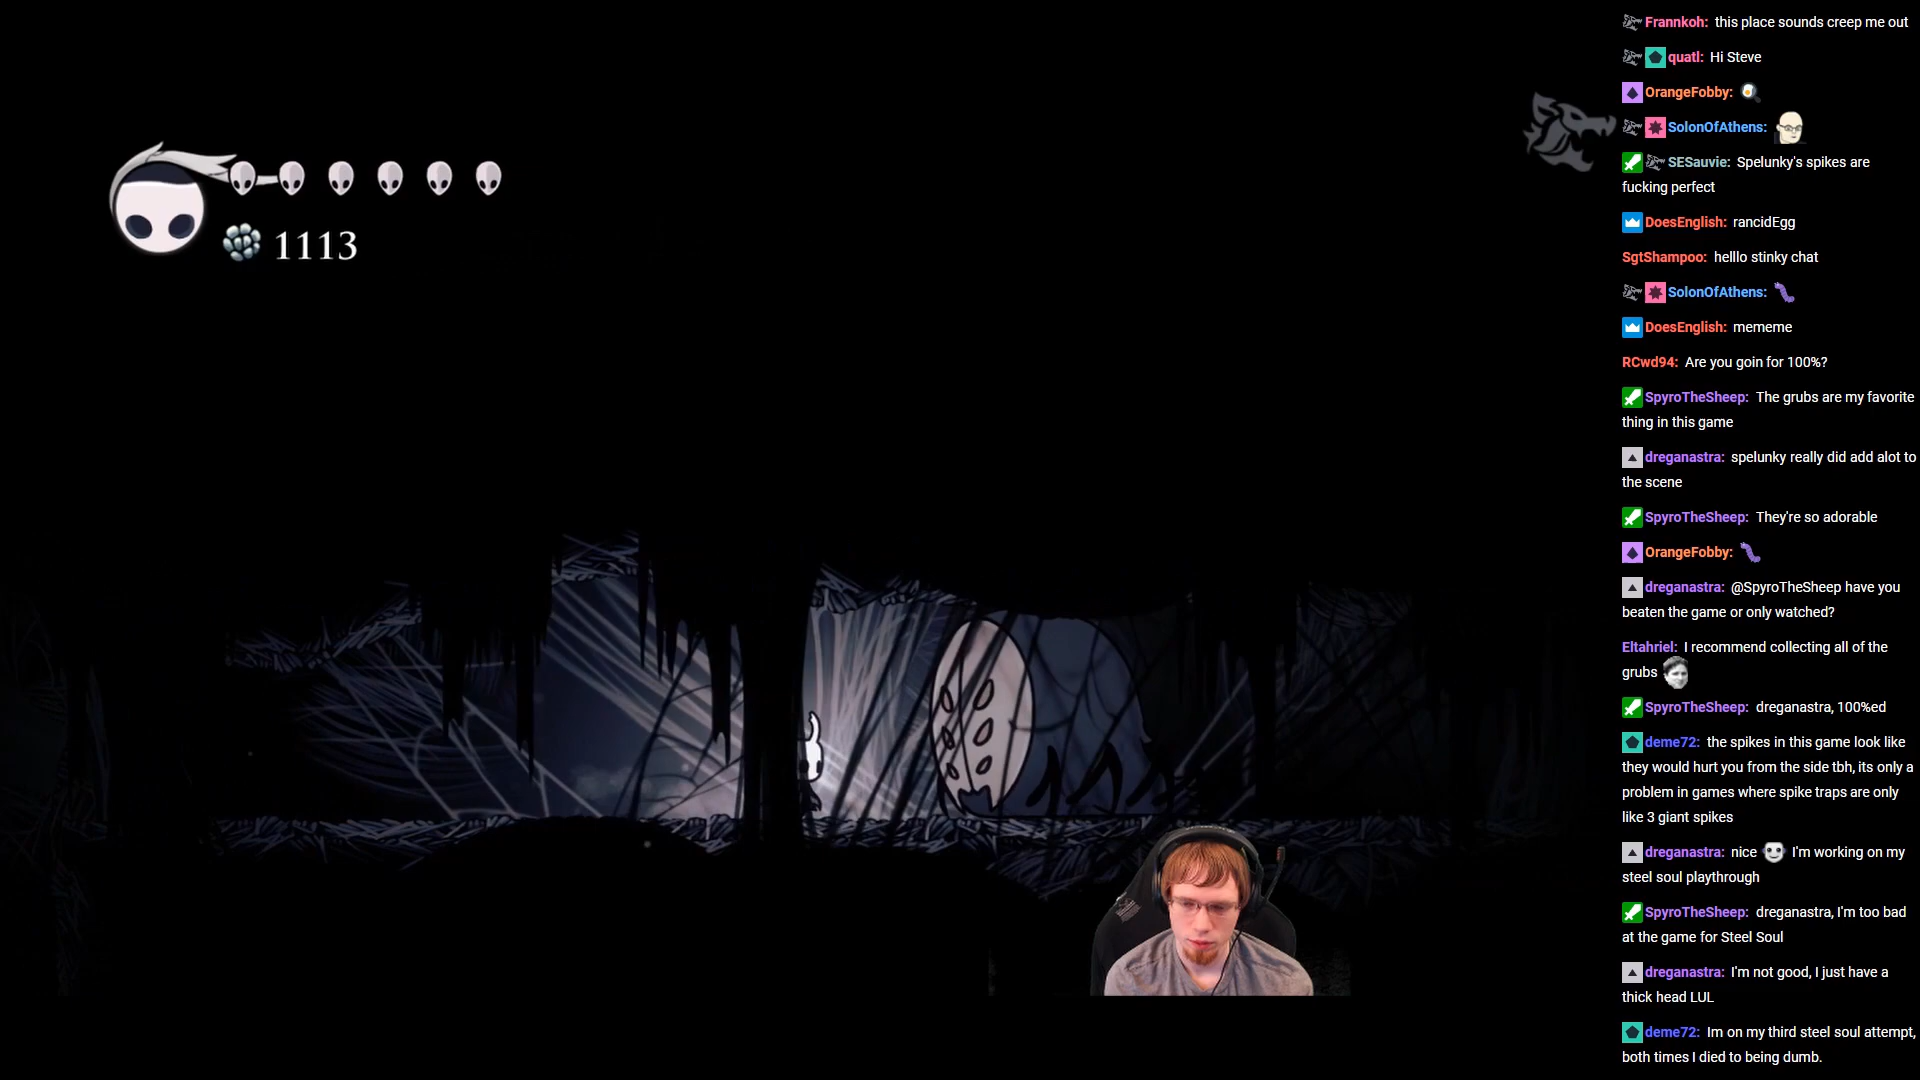 1113
Frannkoh: this place sounds creep me out
quatl: Hi Steve
OrangeFobby:
SolonOfAthens:
SESauvie: Spelunky's spikes are
fucking perfect
DoesEnglish: rancidEgg
SgtShampoo: helllo stinky chat
SolonOfAthens:
DoesEnglish: mememe
RCwd94: Are you goin for 100%?
SpyroTheSheep: The grubs are my favorite
thing in this game
dreganastra: spelunky really did add alot to
the scene
SpyroTheSheep: They're so adorable
OrangeFobby:
dreganastra: @SpyroTheSheep have you
beaten the game or only watched?
Eltahriel: I recommend collecting all of the
grubs
SpyroTheSheep: dreganastra, 100%ed
deme72: the spikes in this game look like
they would hurt you from the side tbh, its only a
problem in games where spike traps are only
like 3 giant spikes
dreganastra: nice I'm working on my
steel soul playthrough
SpyroTheSheep: dreganastra, I'm too bad
at the game for Steel Soul
dreganastra: I'm not good, I just have a
thick head LUL
deme72: Im on my third steel soul attempt,
both times I died to being dumb.